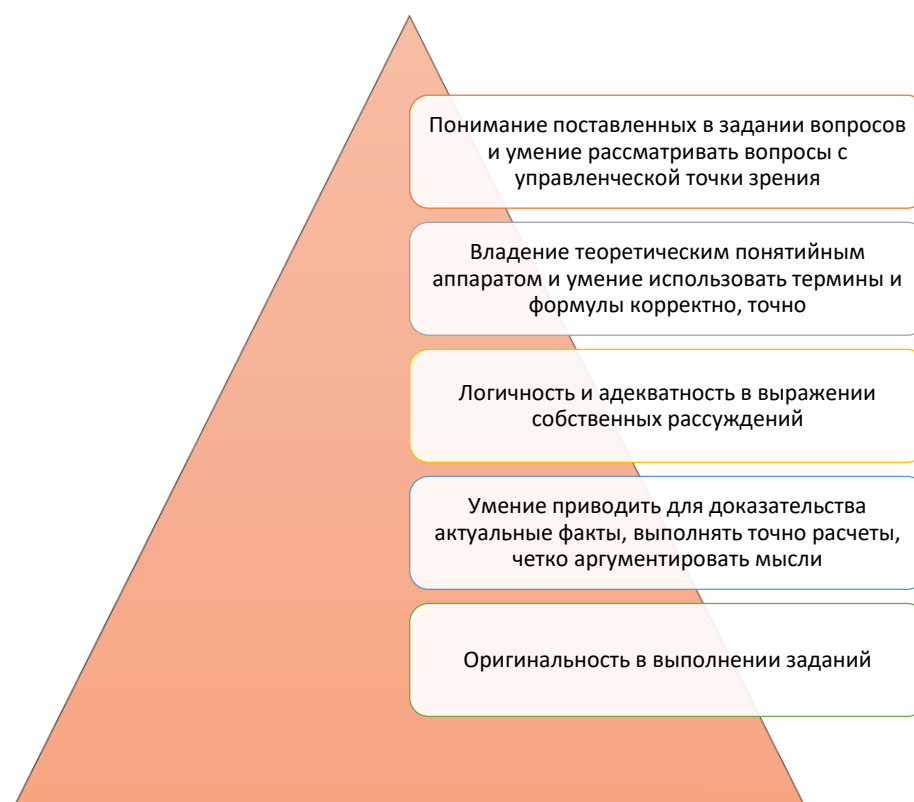 Понимание поставленных в задании вопросов
и умение рассматривать вопросы с
управленческой точки зрения
Владение теоретическим понятийным
аппаратом и умение использовать термины и
формулы корректно, точно
Логичность и адекватность в выражении
собственных рассуждений
Умение приводить для доказательства
актуальные факты, выполнять точно расчеты,
четко аргументировать мысли
Оригинальность в выполнении заданий